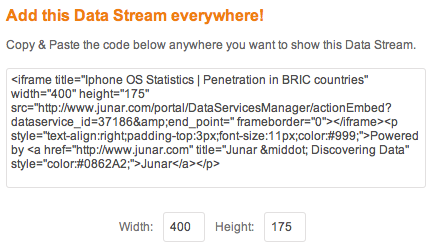 Add this Data Stream everywhere!
Copy & Paste the code below anywhere you want to show this Data Stream.
<iframe title="Iphone OS Statistics | Penetration in BRIC countries"
width="400" height="175"
src="http://www.junar.com/portal/DataServicesManager/actionEmbed?
dataservice_id=37186&amp;end_point=" frameborder="0"></iframe><p
style="text-align:right;padding-top:3px;font-size:11px;color:#999;">Powered
by <a href="http://www.junar.com" title="Junar &middot; Discovering Data"
style="color:#0862A2;">Junar</a></p>
Width: 400 Height: 175